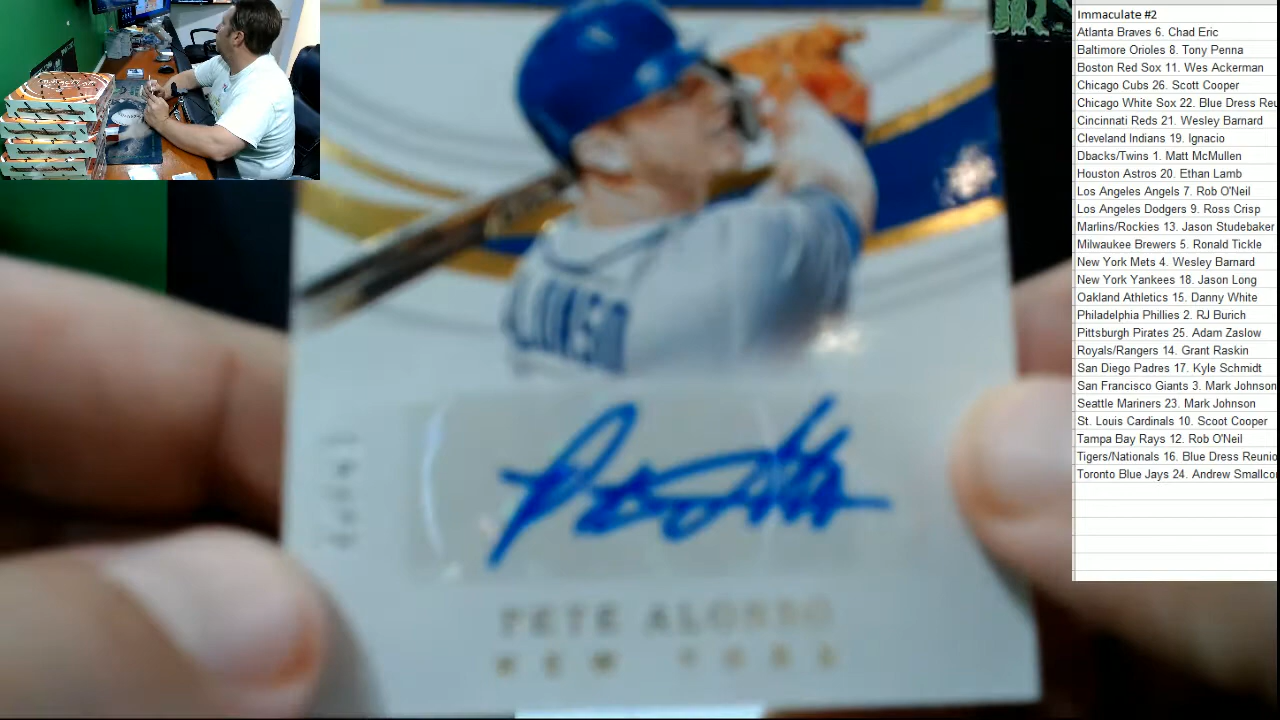 Immaculate #2
Atlanta Braves 6. Chad Eric
Baltimore Orioles 8. Tony Penna
Boston Red Sox 11. Wes Ackerman
Chicago Cubs 26. Scott Cooper
Chicago White Sox 22. Blue Dress Reu
Cincinnati Reds 21. Wesley Barnard
Cleveland Indians 19. Ignacio
Dbacks/Twins 1. Matt McMullen
Houston Astros 20. Ethan Lamb
Los Angeles Angels 7. Rob O'Neil
Los Angeles Dodgers 9. Ross Crisp
Marlins/Rockies 13. Jason Studebaker
Milwaukee Brewers 5. Ronald Tickle
New York Mets 4. Wesley Barnard
New York Yankees 18. Jason Long
Oakland Athletics 15. Danny White
Philadelphia Phillies 2. RJ Burich
Pittsburgh Pirates 25. Adam Zaslow
Royals/Rangers 14. Grant Raskin
San Diego Padres 17. Kyle Schmidt
San Francisco Giants 3. Mark Johnson
Seattle Mariners 23. Mark Johnson
St. Louis Cardinals 10. Scoot Cooper
Tampa Bay Rays 12. Rob O'Neil
Tigers/Nationals 16. Blue Dress Reunio
Toronto Blue Jays 24. Andrew Smallco
ALONSO
PETE ALONSO
NEW YORK